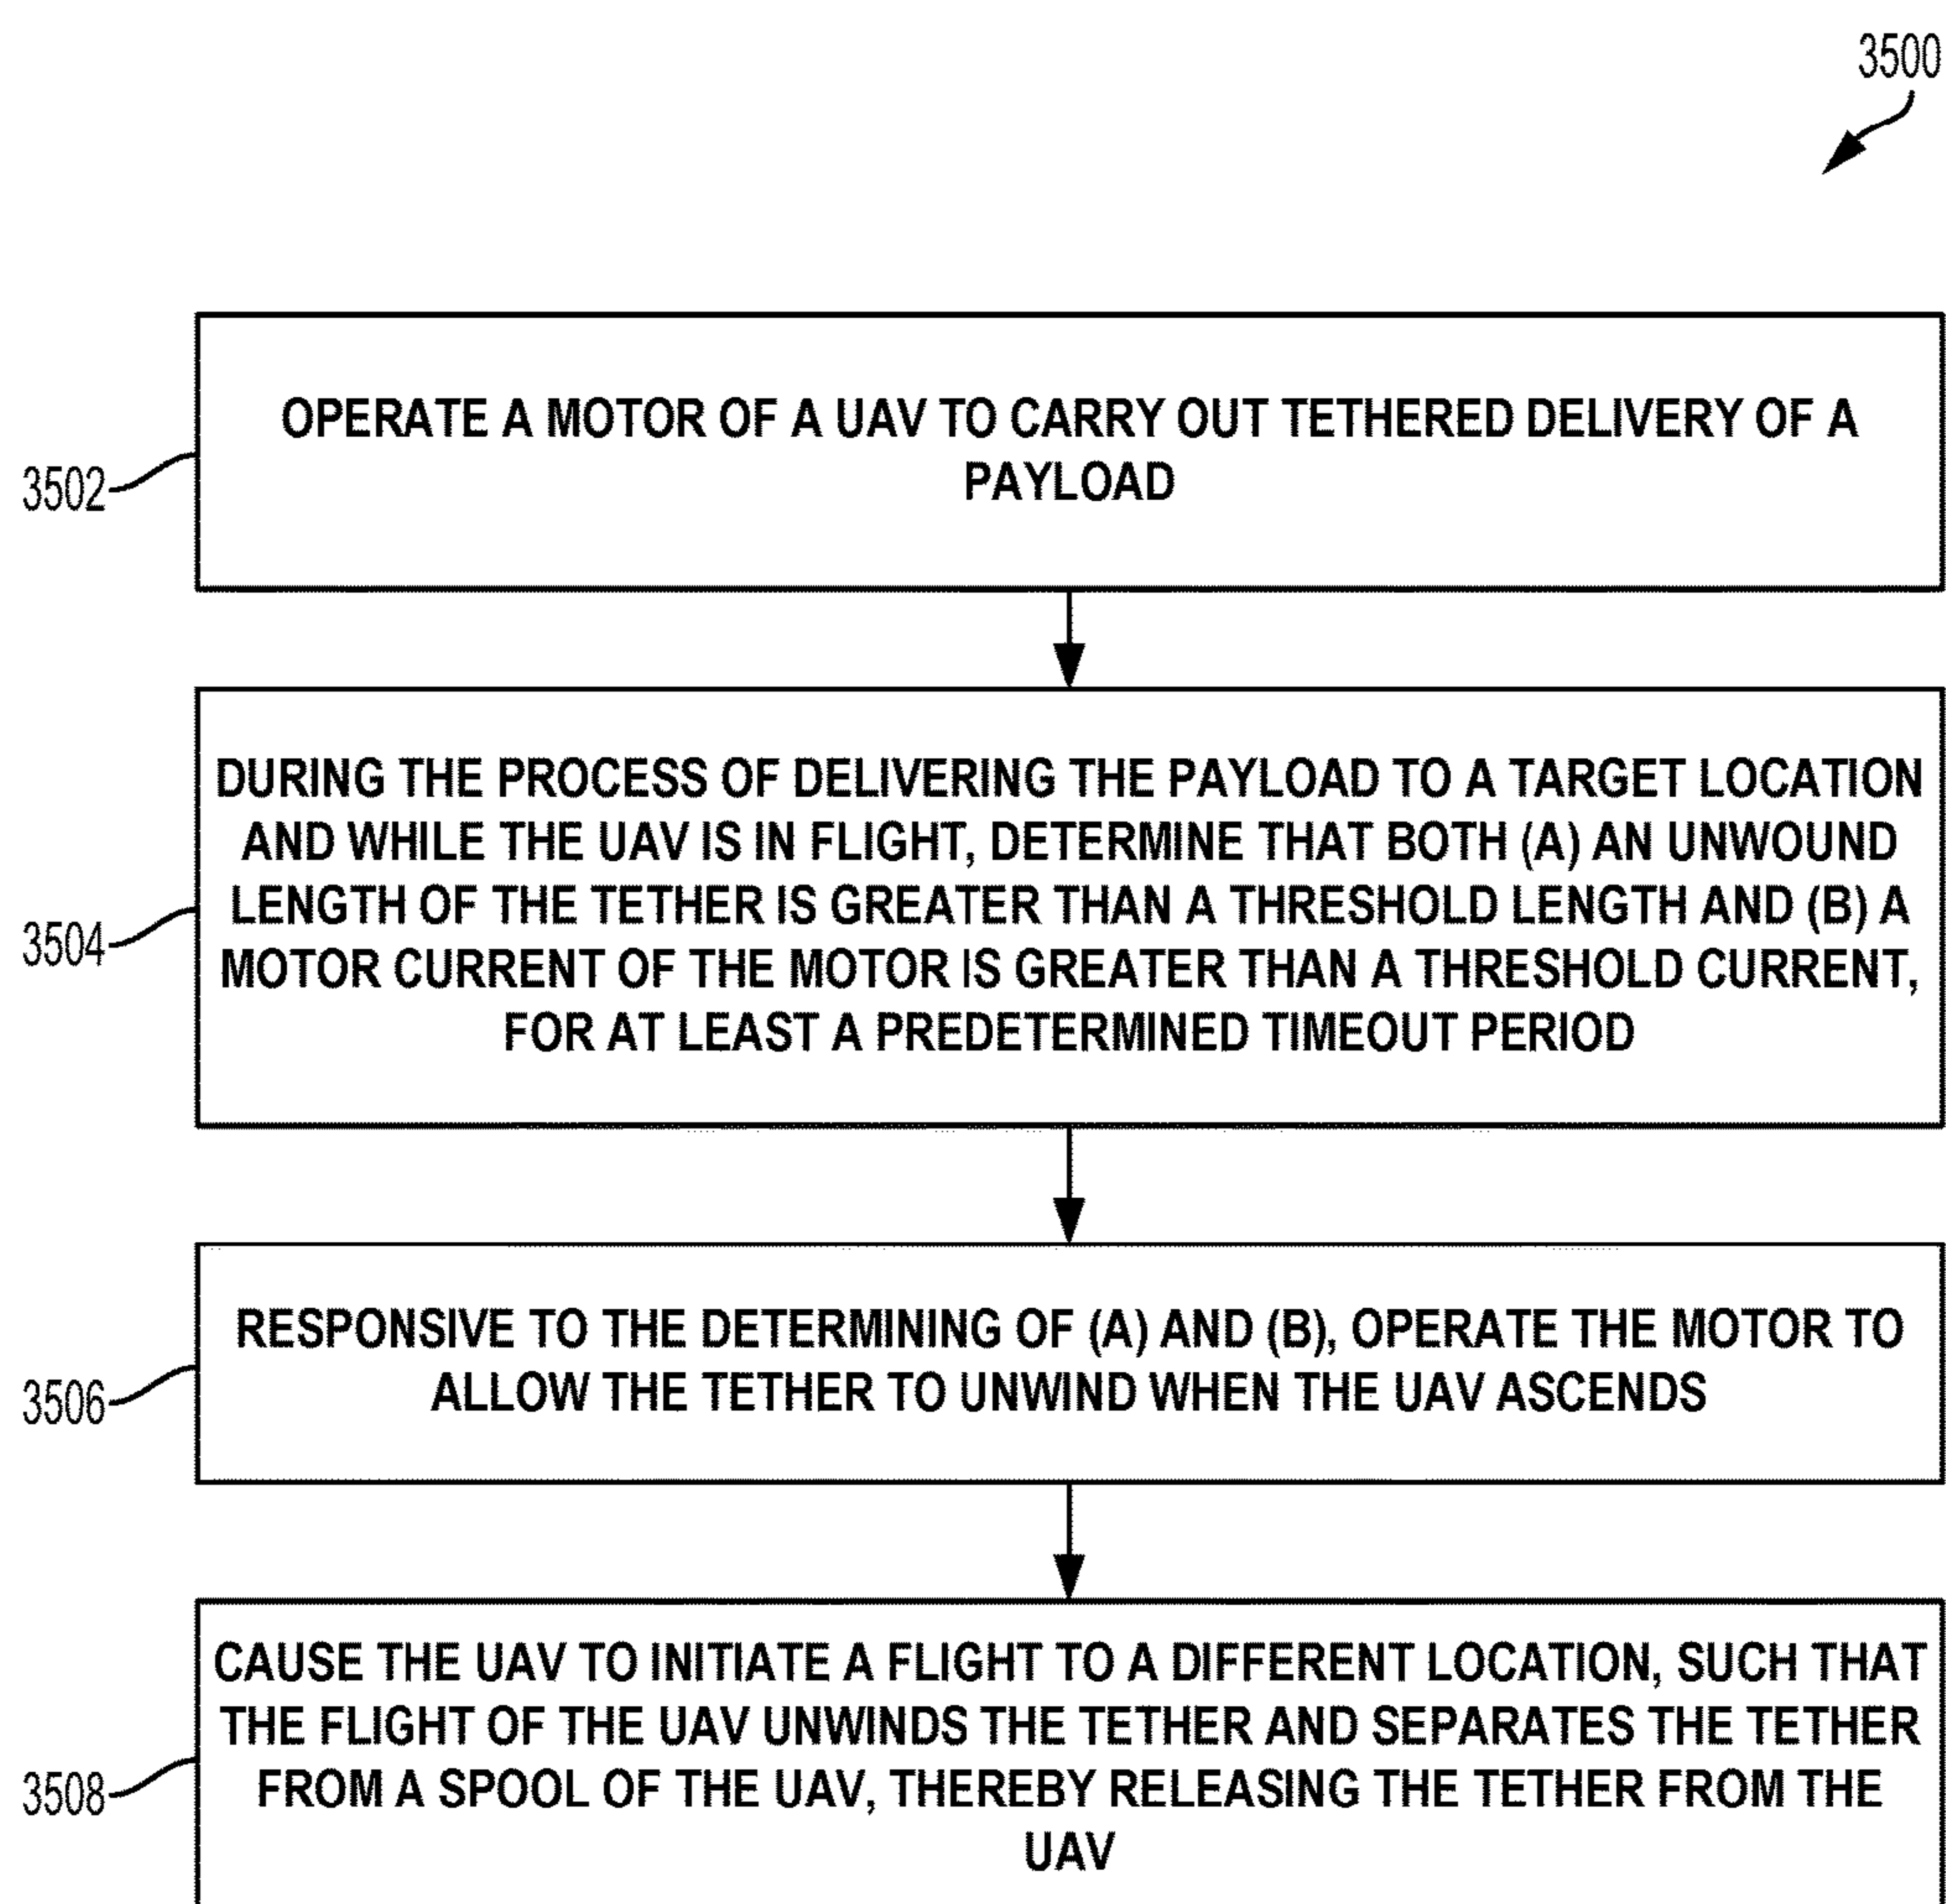 3500
OPERATE A MOTOR OF A UAV TO CARRY OUT TETHERED DELIVERY OF A
PAYLOAD
3502
DURING THE PROCESS OF DELIVERING THE PAYLOAD TO A TARGET LOCATION
AND WHILE THE UAV IS IN FLIGHT, DETERMINE THAT BOTH (A) AN UNWOUND
LENGTH OF THE TETHER IS GREATER THAN A THRESHOLD LENGTH AND (B) A
MOTOR CURRENT OF THE MOTOR IS GREATER THAN A THRESHOLD CURRENT,
FOR AT LEAST A PREDETERMINED TIMEOUT PERIOD
3504
RESPONSIVE TO THE DETERMINING OF (A) AND (B), OPERATE THE MOTOR TO
ALLOW THE TETHER TO UNWIND WHEN THE UAV ASCENDS
3506
CAUSE THE UAV TO INITIATE A FLIGHT TO A DIFFERENT LOCATION, SUCH THAT
THE FLIGHT OF THE UAV UNWINDS THE TETHER AND SEPARATES THE TETHER
FROM A SPOOL OF THE UAV, THEREBY RELEASING THE TETHER FROM THE
UAV
3508